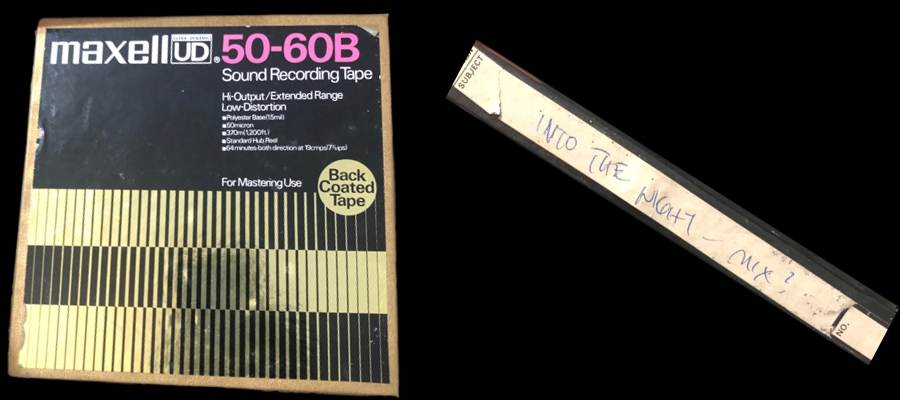 maxell UD® 50-60B
Sound Recording Tape
Hi-Output/Extended Range
Low-Distortion
■Polyester Base(1.5mil)
■50micron
■370m(1,200ft.)
■Standard Hub Reel
■64 minutes-both direction at 19cmps(7½ips)
For Mastering Use
Back
Coated
Tape
SUBJECT
INTO THE NIGHT - MIX?
NO.